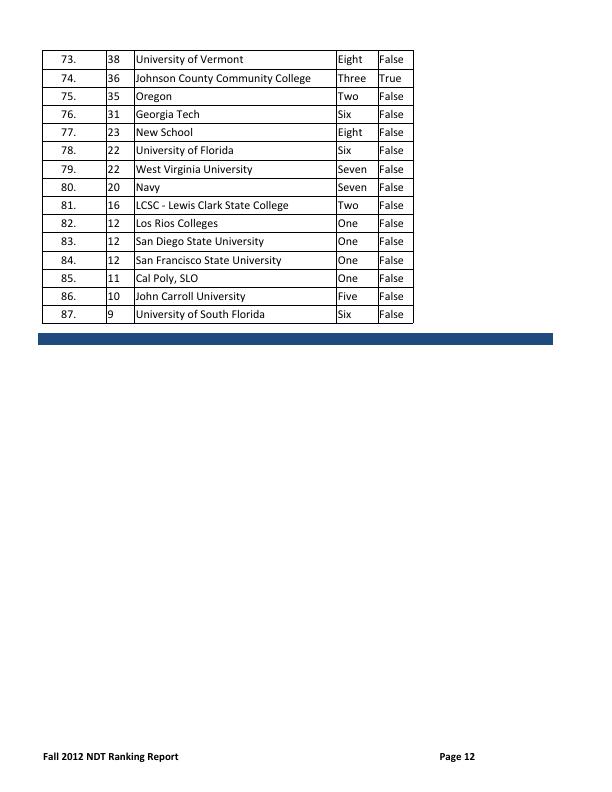 73. 38 University of Vermont Eight False
74. 36 Johnson County Community College Three True
75. 35 Oregon Two False
76. 31 Georgia Tech Six False
77. 23 New School Eight False
78. 22 University of Florida Six False
79. 22 West Virginia University Seven False
80. 20 Navy Seven False
81. 16 LCSC - Lewis Clark State College Two False
82. 12 Los Rios Colleges One False
83. 12 San Diego State University One False
84. 12 San Francisco State University One False
85. 11 Cal Poly, SLO One False
86. 10 John Carroll University Five False
87. 9 University of South Florida Six False
Fall 2012 NDT Ranking Report Page 12